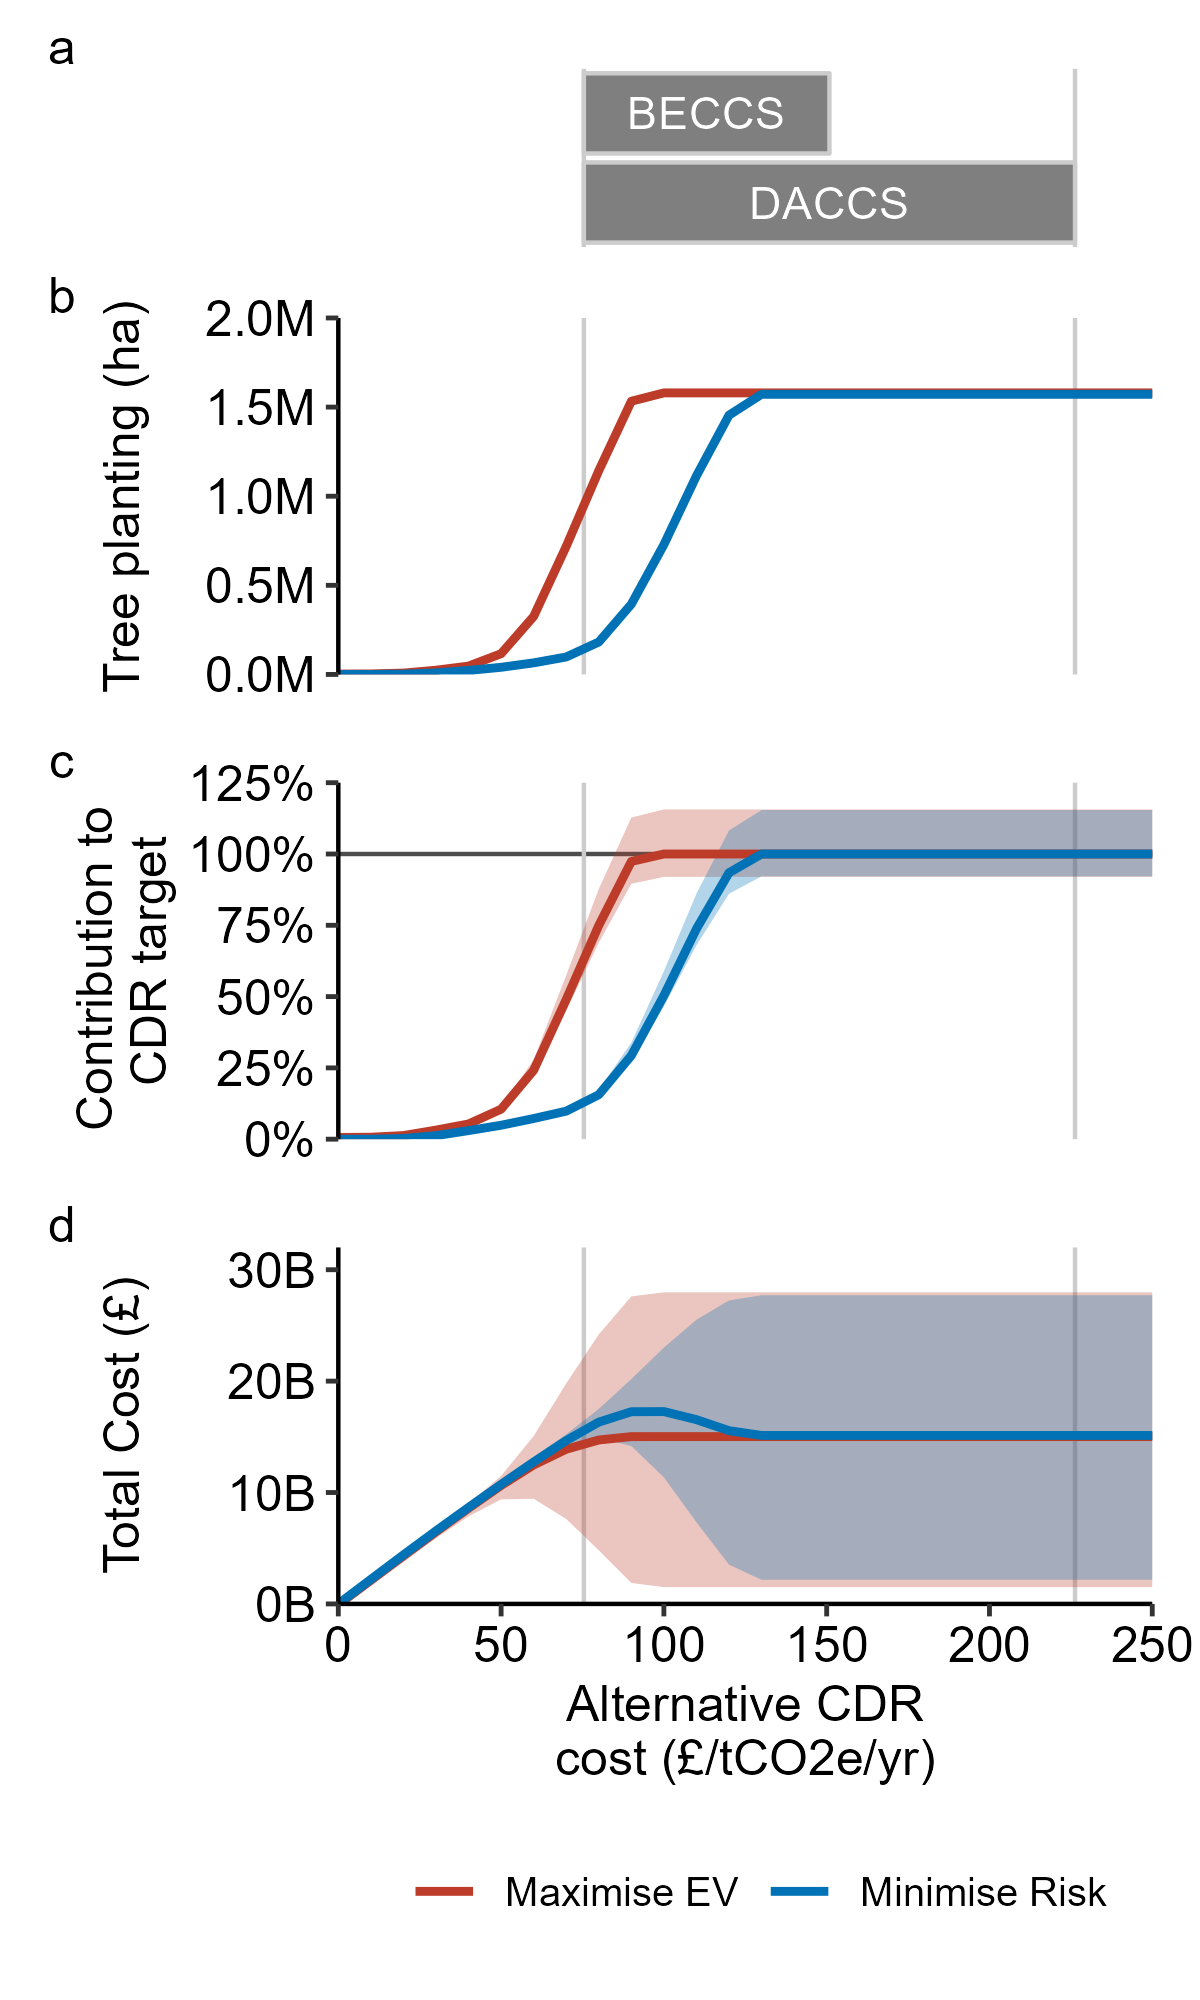 a
BECCS
DACCS
b
Tree planting (ha)
2.0M
1.5M
1.0M
0.5M
0.0M
c
Contribution to
CDR target
125%
100%
75%
50%
25%
0%
d
Total Cost (£)
30B
20B
10B
0B
0 50 100 150 200 250
Alternative CDR
cost (£/tCO2e/yr)
Maximise EV Minimise Risk